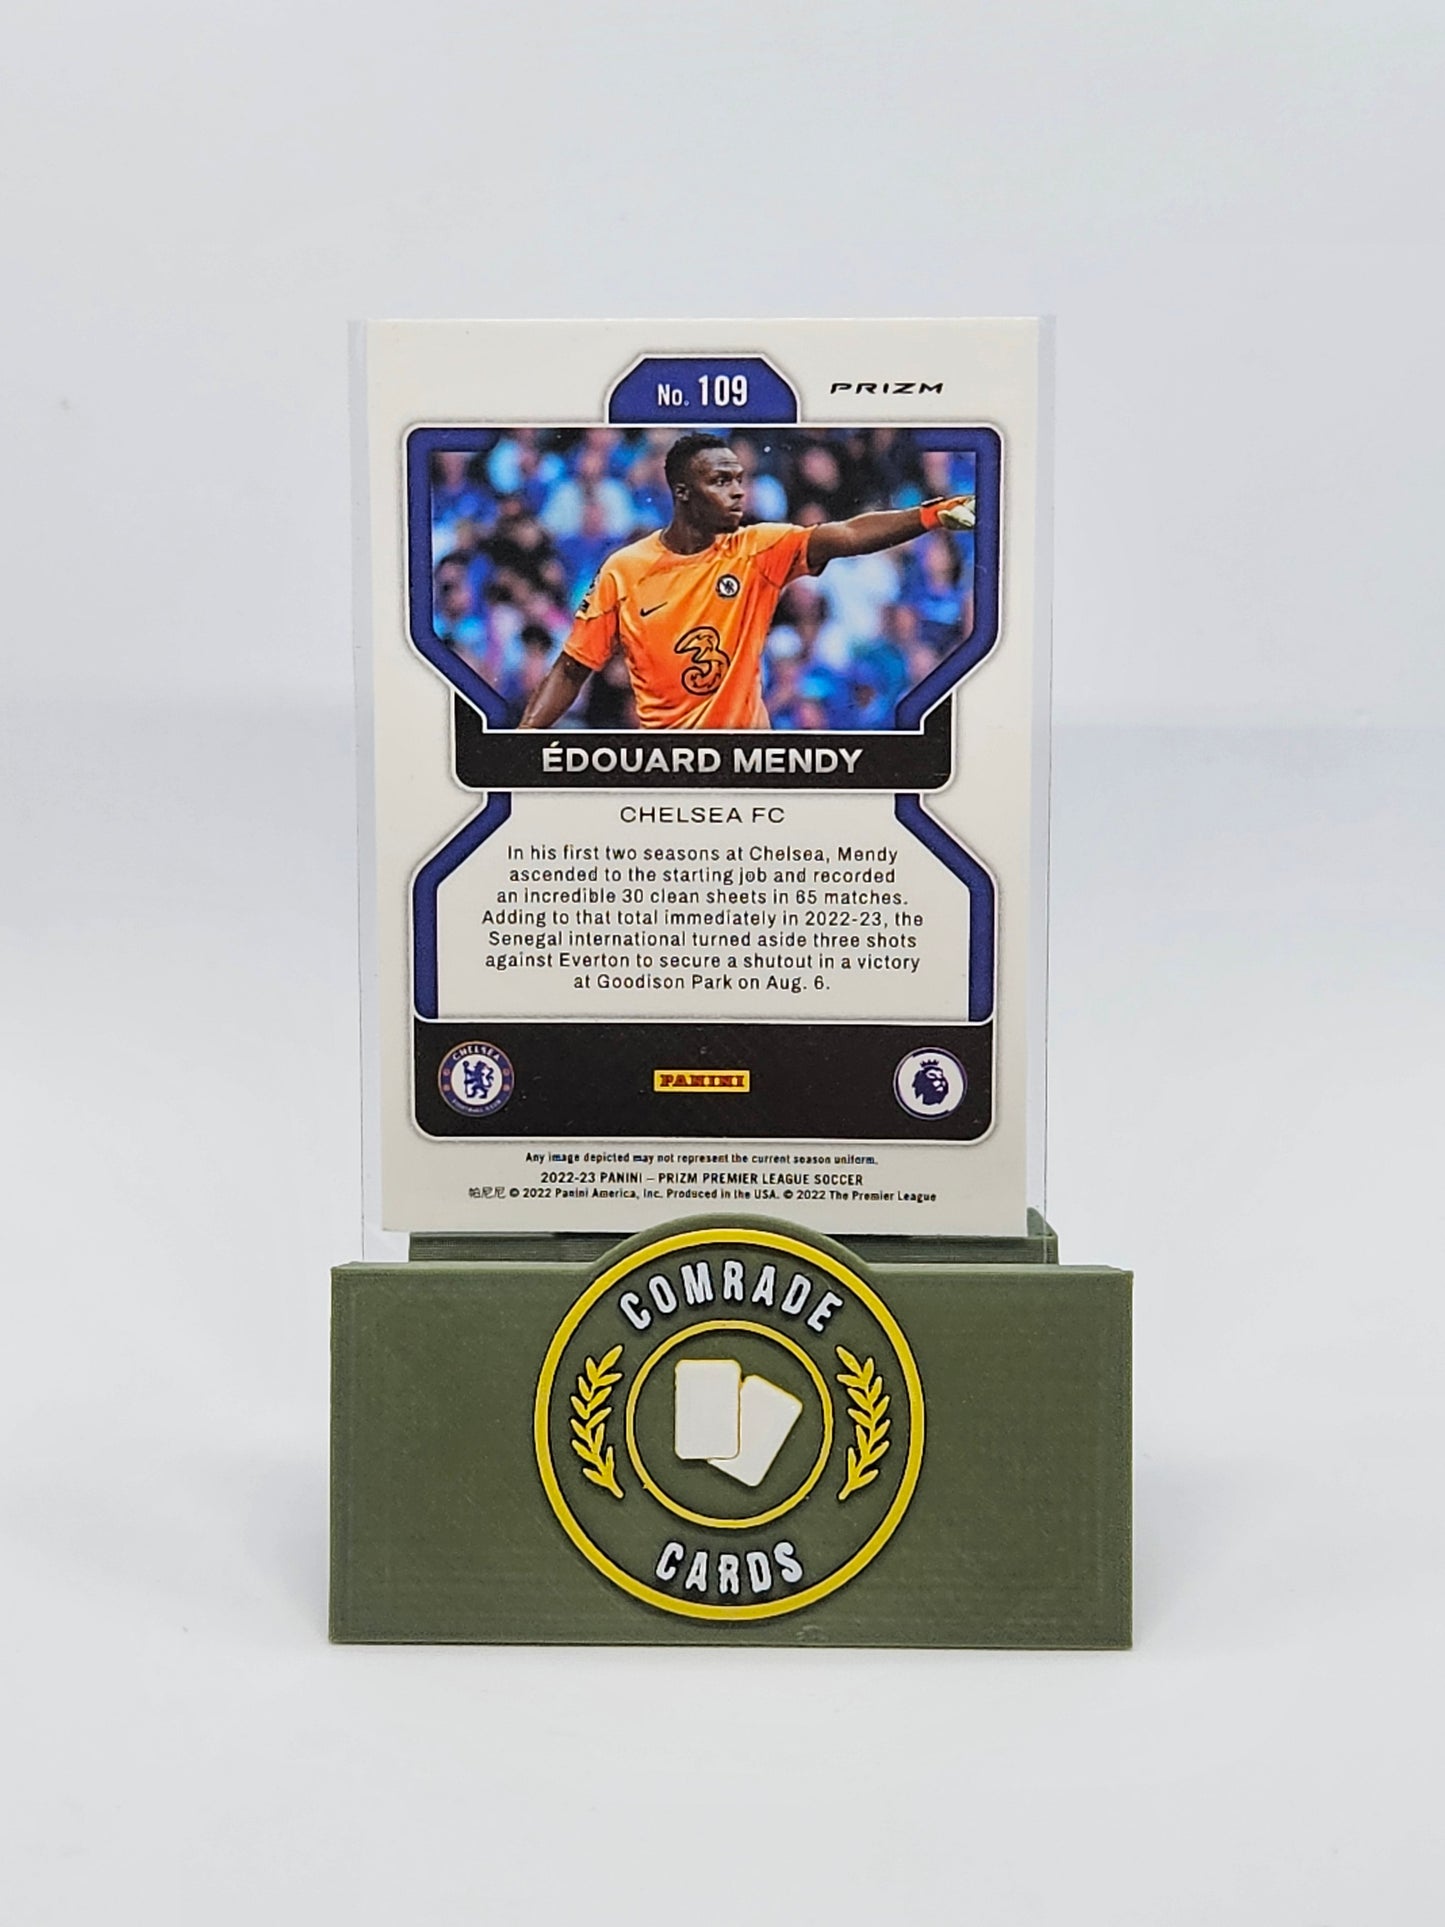 No. 109
PRIZM
3
ÉDOUARD MENDY
CHELSEA FC
In his first two seasons at Chelsea, Mendy
ascended to the starting job and recorded
an incredible 30 clean sheets in 65 matches.
Adding to that total immediately in 2022-23, the
Senegal international turned aside three shots
against Everton to secure a shutout in a victory
at Goodison Park on Aug. 6.
CHELSEA
FOOTBALL CLUB
PANINI
Any image depicted may not represent the current season uniform.
2022-23 PANINI – PRIZM PREMIER LEAGUE SOCCER
帕尼尼 © 2022 Panini America, Inc. Produced in the USA. © 2022 The Premier League
COMRADE
CARDS